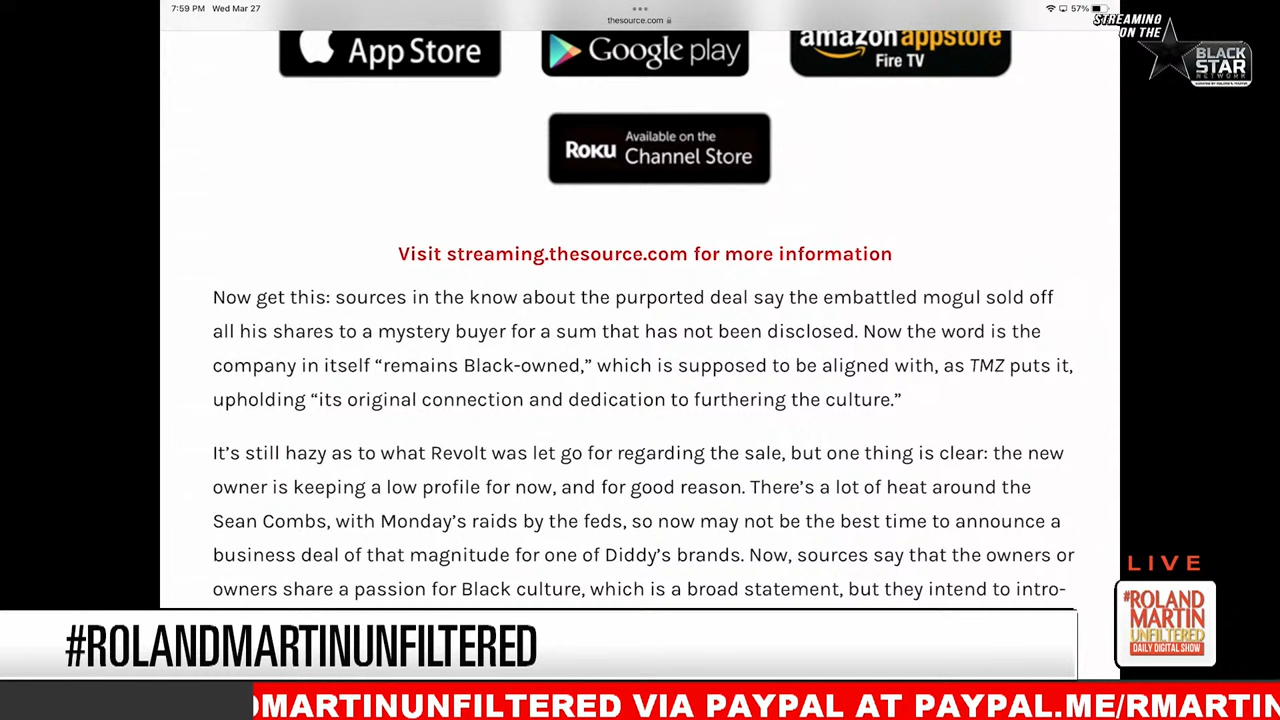 7:59 PM Wed Mar 27
57%
thesource.com
STREAMING
ON THE
BLACK
STAR
NETWORK
App Store
Google play
amazon appstore
Fire TV
ROKU
Available on the
Channel Store
Visit streaming.thesource.com for more information
Now get this: sources in the know about the purported deal say the embattled mogul sold off
all his shares to a mystery buyer for a sum that has not been disclosed. Now the word is the
company in itself “remains Black-owned,” which is supposed to be aligned with, as TMZ puts it,
upholding “its original connection and dedication to furthering the culture.”
It’s still hazy as to what Revolt was let go for regarding the sale, but one thing is clear: the new
owner is keeping a low profile for now, and for good reason. There’s a lot of heat around the
Sean Combs, with Monday’s raids by the feds, so now may not be the best time to announce a
business deal of that magnitude for one of Diddy’s brands. Now, sources say that the owners or
owners share a passion for Black culture, which is a broad statement, but they intend to intro-
LIVE
#ROLAND
MARTIN
UNFILTERED
DAILY DIGITAL SHOW
#ROLANDMARTINUNFILTERED
OMARTINUNFILTERED VIA PAYPAL AT PAYPAL.ME/RMARTIN